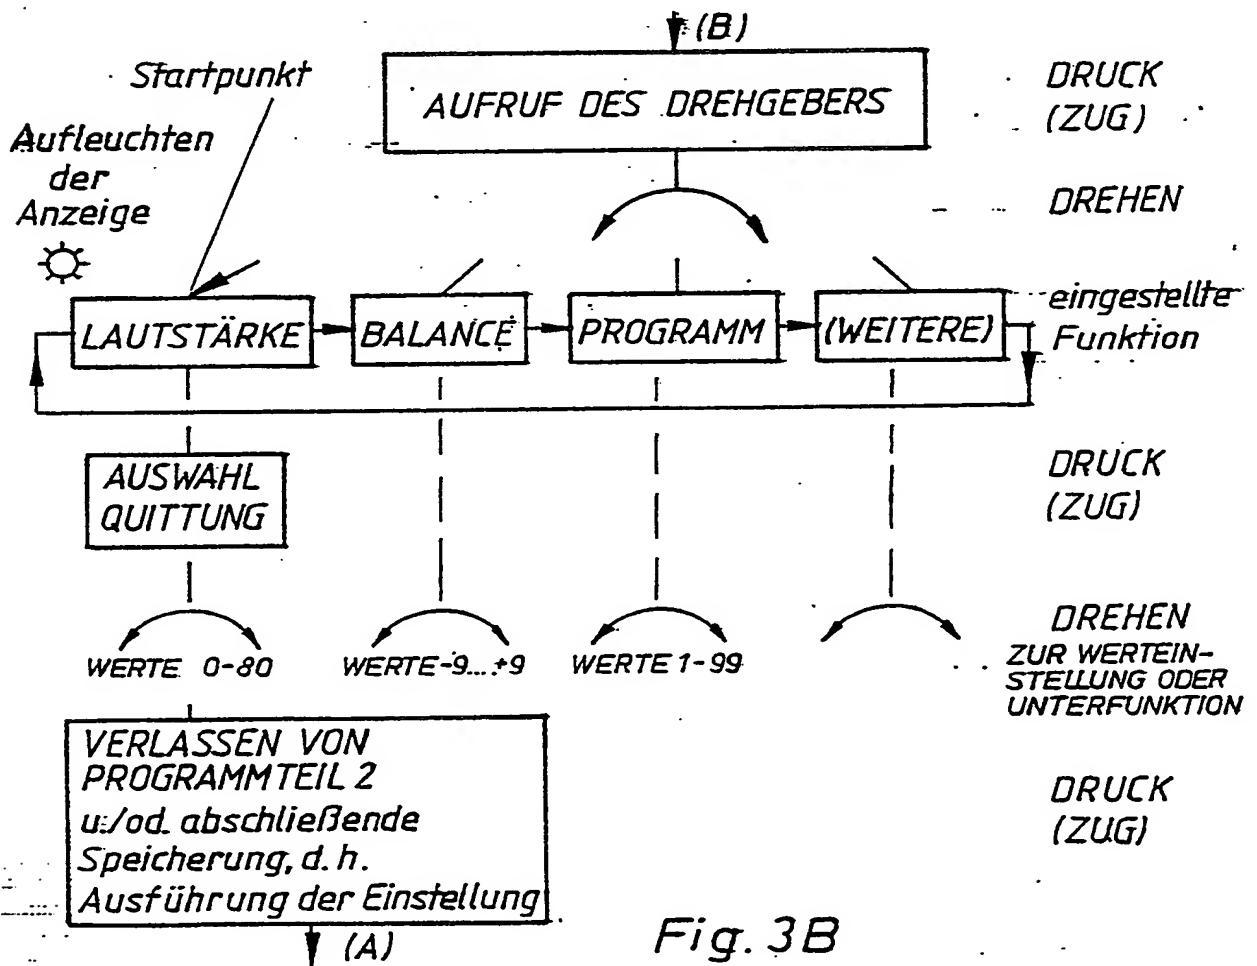 (B)
Startpunkt
AUFRUF DES DREHGEBERS
DRUCK
(ZUG)
Aufleuchten
der
Anzeige
DREHEN
LAUTSTÄRKE
BALANCE
PROGRAMM
(WEITERE)
eingestellte
Funktion
AUSWAHL
QUITTUNG
DRUCK
(ZUG)
WERTE 0-80
WERTE-9...+9
WERTE 1-99
DREHEN
ZUR WERTEIN-
STELLUNG ODER
UNTERFUNKTION
VERLASSEN VON
PROGRAMMTEIL 2
u./od. abschließende
Speicherung, d.h.
Ausführung der Einstellung
DRUCK
(ZUG)
(A)
Fig. 3B